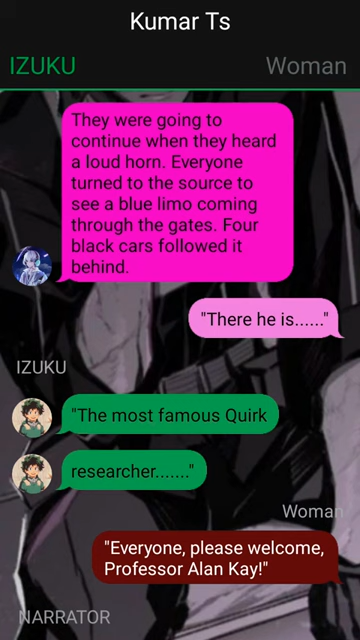 Kumar Ts
IZUKU
Woman
They were going to
continue when they heard
a loud horn. Everyone
turned to the source to
see a blue limo coming
through the gates. Four
black cars followed it
behind.
"There he is......"
IZUKU
"The most famous Quirk
researcher......."
Woman
"Everyone, please welcome,
Professor Alan Kay!"
NARRATOR